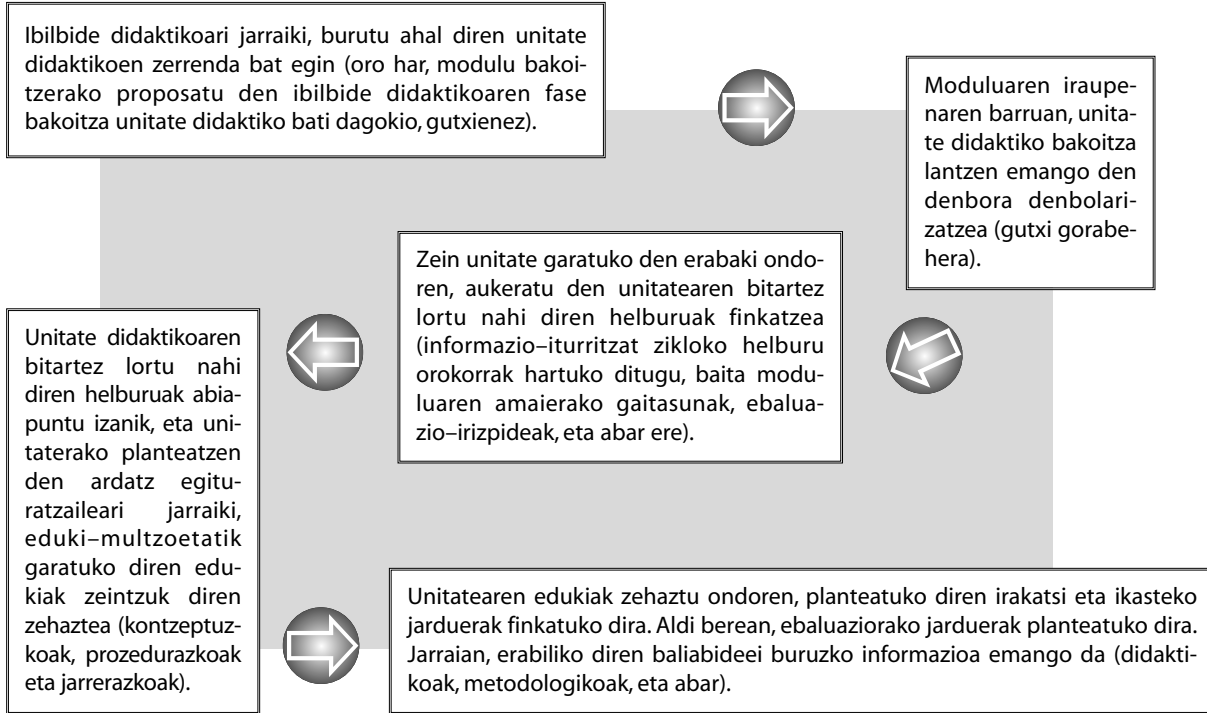 Ibilbide didaktikoari jarraiki, burutu ahal diren unitate
didaktikoen zerrenda bat egin (oro har, modulu bakoi-
tzerako proposatu den ibilbide didaktikoaren fase
bakoitza unitate didaktiko bati dagokio, gutxienez).
Moduluaren iraupe-
naren barruan, unita-
te didaktiko bakoitza
lantzen emango den
denbora denbolari-
zatzea (gutxi gorabe-
hera).
Zein unitate garatuko den erabaki ondo-
ren, aukeratu den unitatearen bitartez
lortu nahi diren helburuak finkatzea
(informazio–iturritzat zikloko helburu
orokorrak hartuko ditugu, baita modu-
luaren amaierako gaitasunak, ebalua-
zio–irizpideak, eta abar ere).
Unitate didaktikoaren
bitartez lortu nahi
diren helburuak abia-
puntu izanik, eta uni-
taterako planteatzen
den ardatz egitu-
ratzaileari jarraiki,
eduki–multzoetatik
garatuko diren edu-
kiak zeintzuk diren
zehaztea (kontzeptuz-
koak, prozedurazkoak
eta jarrerazkoak).
Unitatearen edukiak zehaztu ondoren, planteatuko diren irakatsi eta ikasteko
jarduerak finkatuko dira. Aldi berean, ebaluaziorako jarduerak planteatuko dira.
Jarraian, erabiliko diren baliabideei buruzko informazioa emango da (didakti-
koak, metodologikoak, eta abar).